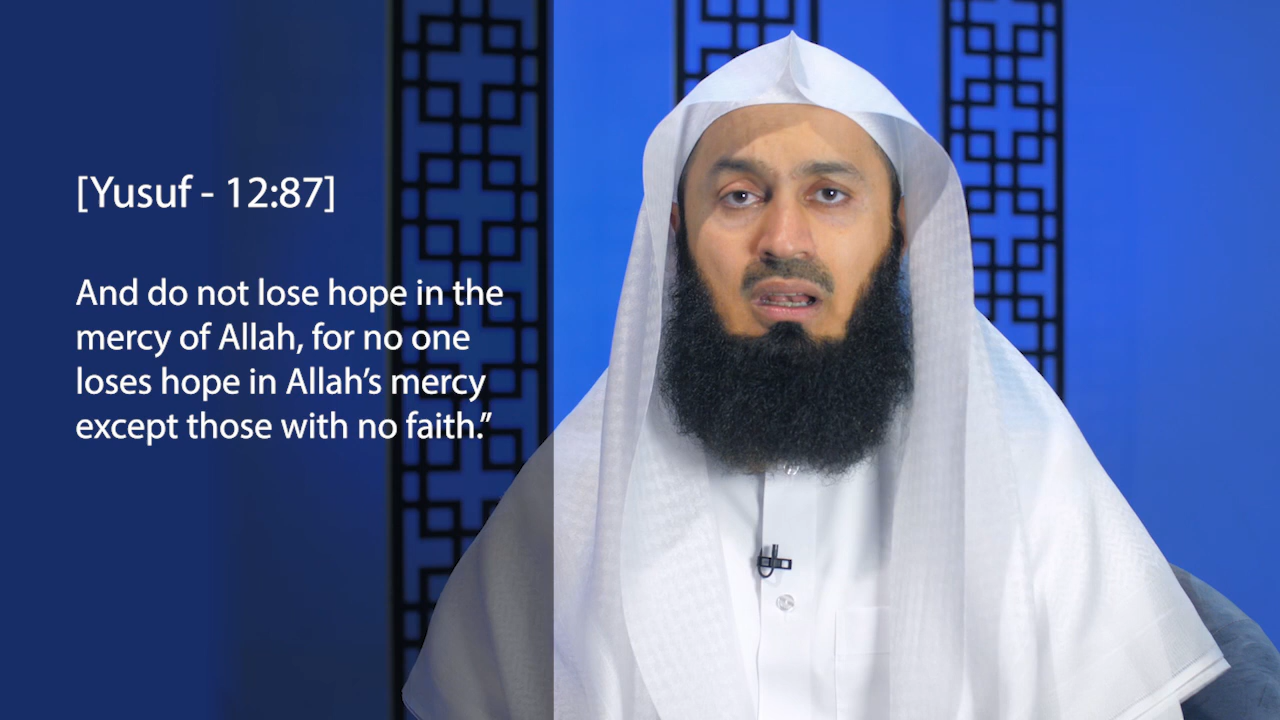 [Yusuf - 12:87]
And do not lose hope in the
mercy of Allah, for no one
loses hope in Allah’s mercy
except those with no faith.”